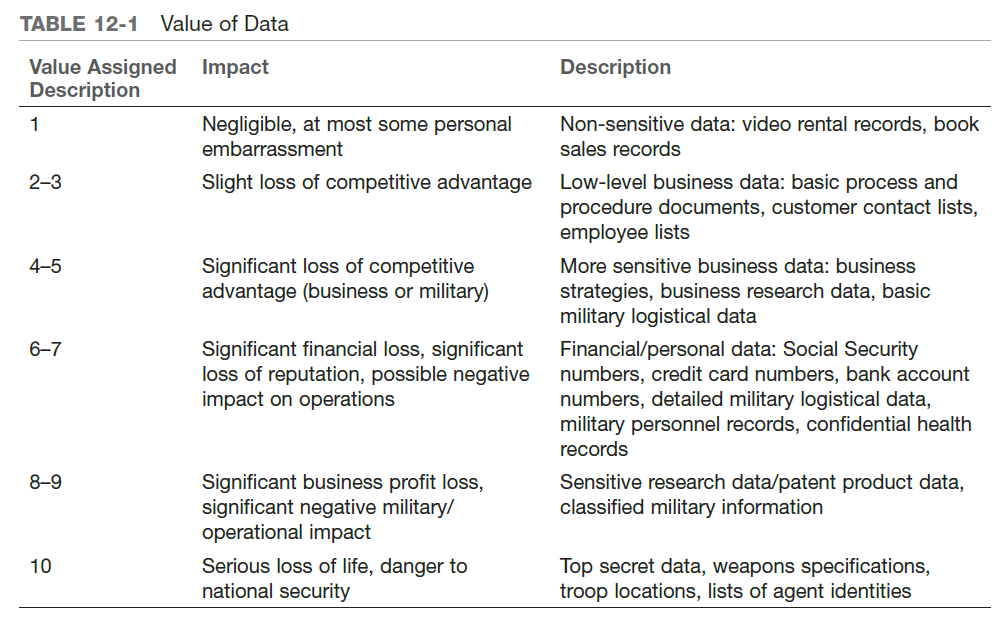 TABLE 12-1 Value of Data
Value Assigned Description Impact Description
1 Negligible, at most some personal embarrassment Non-sensitive data: video rental records, book sales records
2–3 Slight loss of competitive advantage Low-level business data: basic process and procedure documents, customer contact lists, employee lists
4–5 Significant loss of competitive advantage (business or military) More sensitive business data: business strategies, business research data, basic military logistical data
6–7 Significant financial loss, significant loss of reputation, possible negative impact on operations Financial/personal data: Social Security numbers, credit card numbers, bank account numbers, detailed military logistical data, military personnel records, confidential health records
8–9 Significant business profit loss, significant negative military/operational impact Sensitive research data/patent product data, classified military information
10 Serious loss of life, danger to national security Top secret data, weapons specifications, troop locations, lists of agent identities